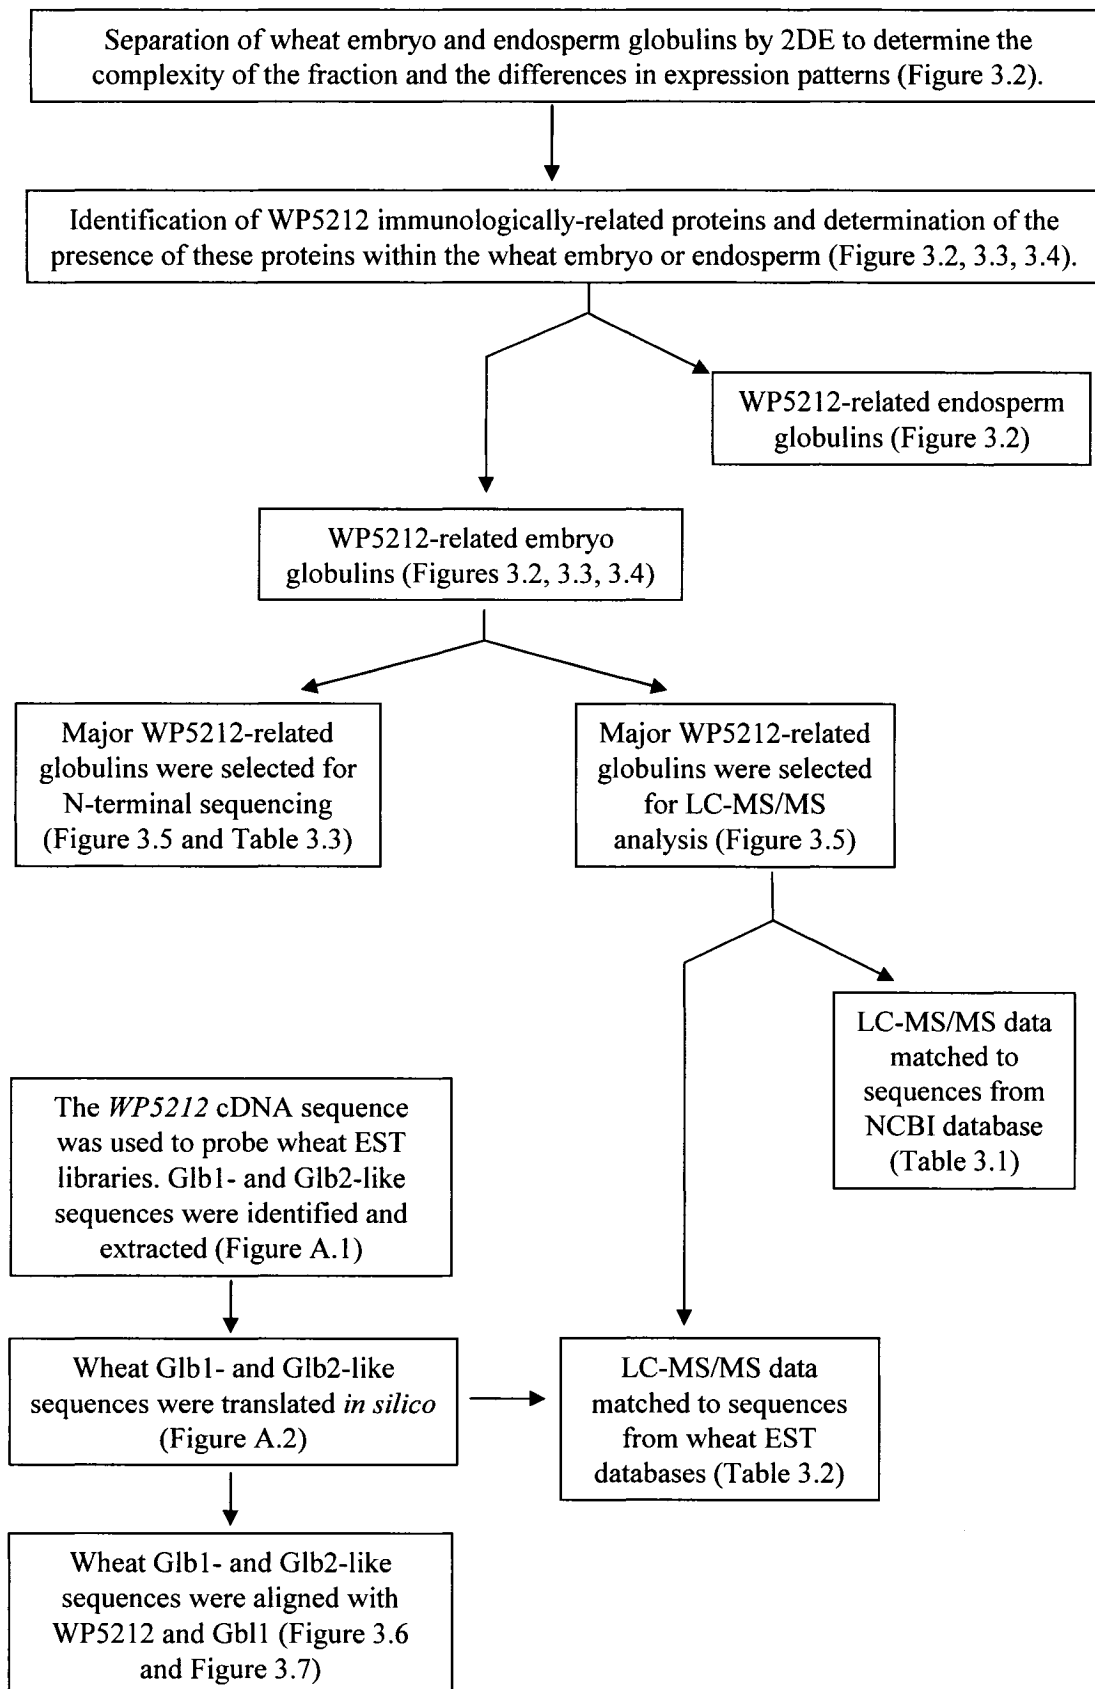 Separation of wheat embryo and endosperm globulins by 2DE to determine the
complexity of the fraction and the differences in expression patterns (Figure 3.2).
Identification of WP5212 immunologically-related proteins and determination of the
presence of these proteins within the wheat embryo or endosperm (Figure 3.2, 3.3, 3.4).
WP5212-related endosperm
globulins (Figure 3.2)
WP5212-related embryo
globulins (Figures 3.2, 3.3, 3.4)
Major WP5212-related
globulins were selected for
N-terminal sequencing
(Figure 3.5 and Table 3.3)
Major WP5212-related
globulins were selected
for LC-MS/MS
analysis (Figure 3.5)
LC-MS/MS data
matched to
sequences from
NCBI database
(Table 3.1)
The WP5212 cDNA sequence
was used to probe wheat EST
libraries. Glb1- and Glb2-like
sequences were identified and
extracted (Figure A.1)
Wheat Glb1- and Glb2-like
sequences were translated in silico
(Figure A.2)
LC-MS/MS data
matched to sequences
from wheat EST
databases (Table 3.2)
Wheat Glb1- and Glb2-like
sequences were aligned with
WP5212 and Gbl1 (Figure 3.6
and Figure 3.7)